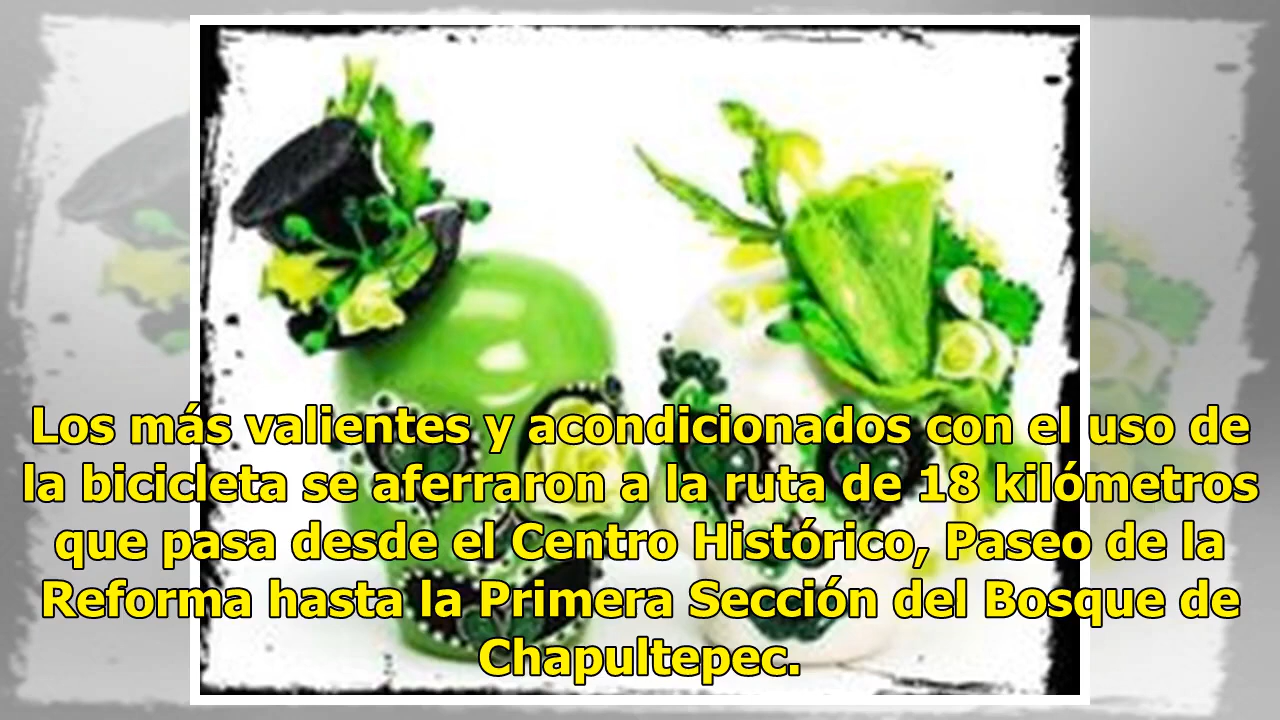 Los más valientes y acondicionados con el uso de
la bicicleta se aferraron a la ruta de 18 kilómetros
que pasa desde el Centro Histórico, Paseo de la
Reforma hasta la Primera Sección del Bosque de
Chapultepec.